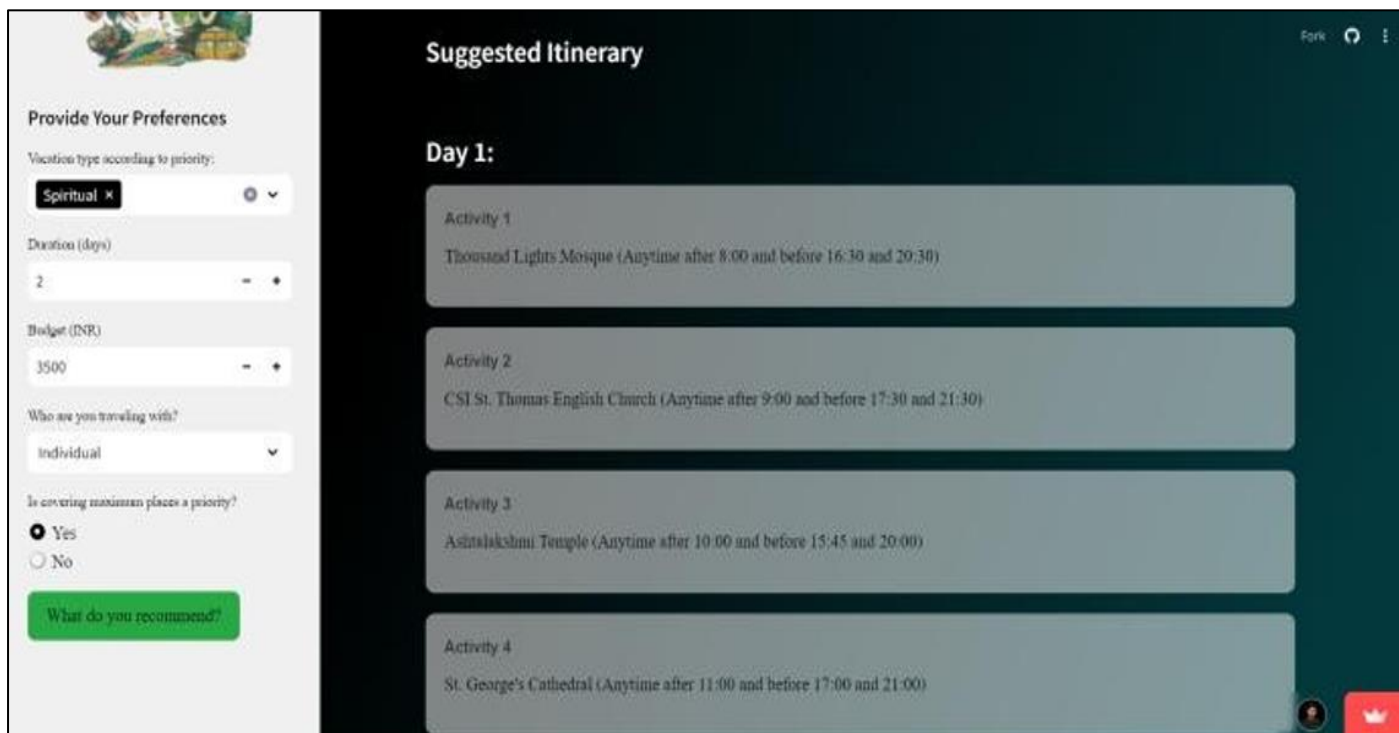 Provide Your Preferences
Vacation type according to priority:
Spiritual ×
Duration (days)
2
Budget (INR)
3500
Who are you traveling with?
Individual
Is covering maximum places a priority?
Yes
No
What do you recommend?
Fork
Suggested Itinerary
Day 1:
Activity 1
Thousand Lights Mosque (Anytime after 8:00 and before 16:30 and 20:30)
Activity 2
CSI St. Thomas English Church (Anytime after 9:00 and before 17:30 and 21:30)
Activity 3
Ashtalakshmi Temple (Anytime after 10:00 and before 15:45 and 20:00)
Activity 4
St. George's Cathedral (Anytime after 11:00 and before 17:00 and 21:00)